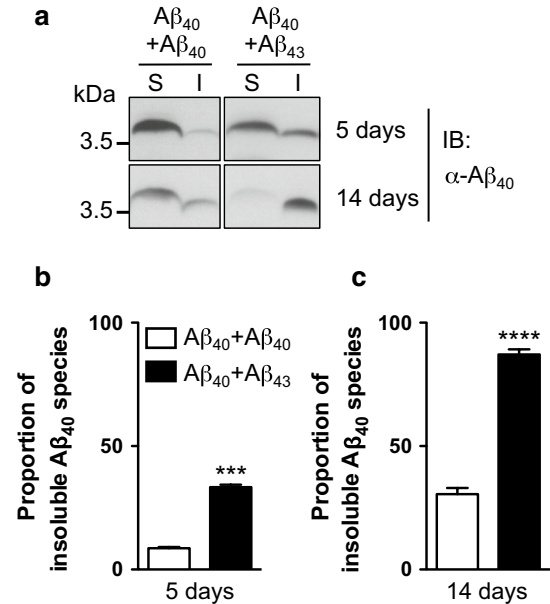 a
Aβ40 Aβ40
+Aβ40 +Aβ43
S I S I
kDa
3.5 5 days
3.5 14 days
IB:
α-Aβ40
b
Proportion of
insoluble Aβ40 species
100
50
0
Aβ40+Aβ40
Aβ40+Aβ43
***
5 days
c
Proportion of
insoluble Aβ40 species
100
50
0
****
14 days